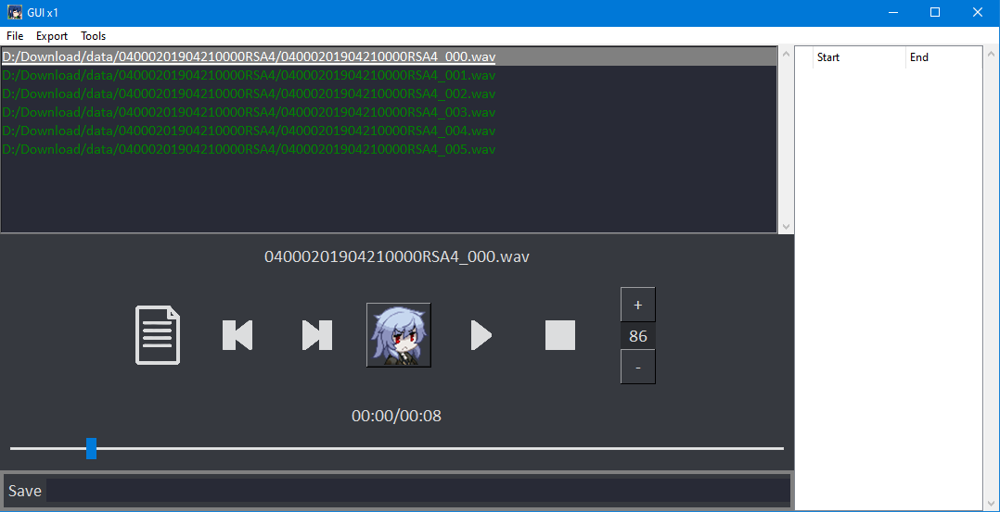 GUI x1
File Export Tools
D:/Download/data/04000201904210000RSA4/04000201904210000RSA4_000.wav
D:/Download/data/04000201904210000RSA4/04000201904210000RSA4_001.wav
D:/Download/data/04000201904210000RSA4/04000201904210000RSA4_002.wav
D:/Download/data/04000201904210000RSA4/04000201904210000RSA4_003.wav
D:/Download/data/04000201904210000RSA4/04000201904210000RSA4_004.wav
D:/Download/data/04000201904210000RSA4/04000201904210000RSA4_005.wav
Start End
04000201904210000RSA4_000.wav
+
86
-
00:00/00:08
Save